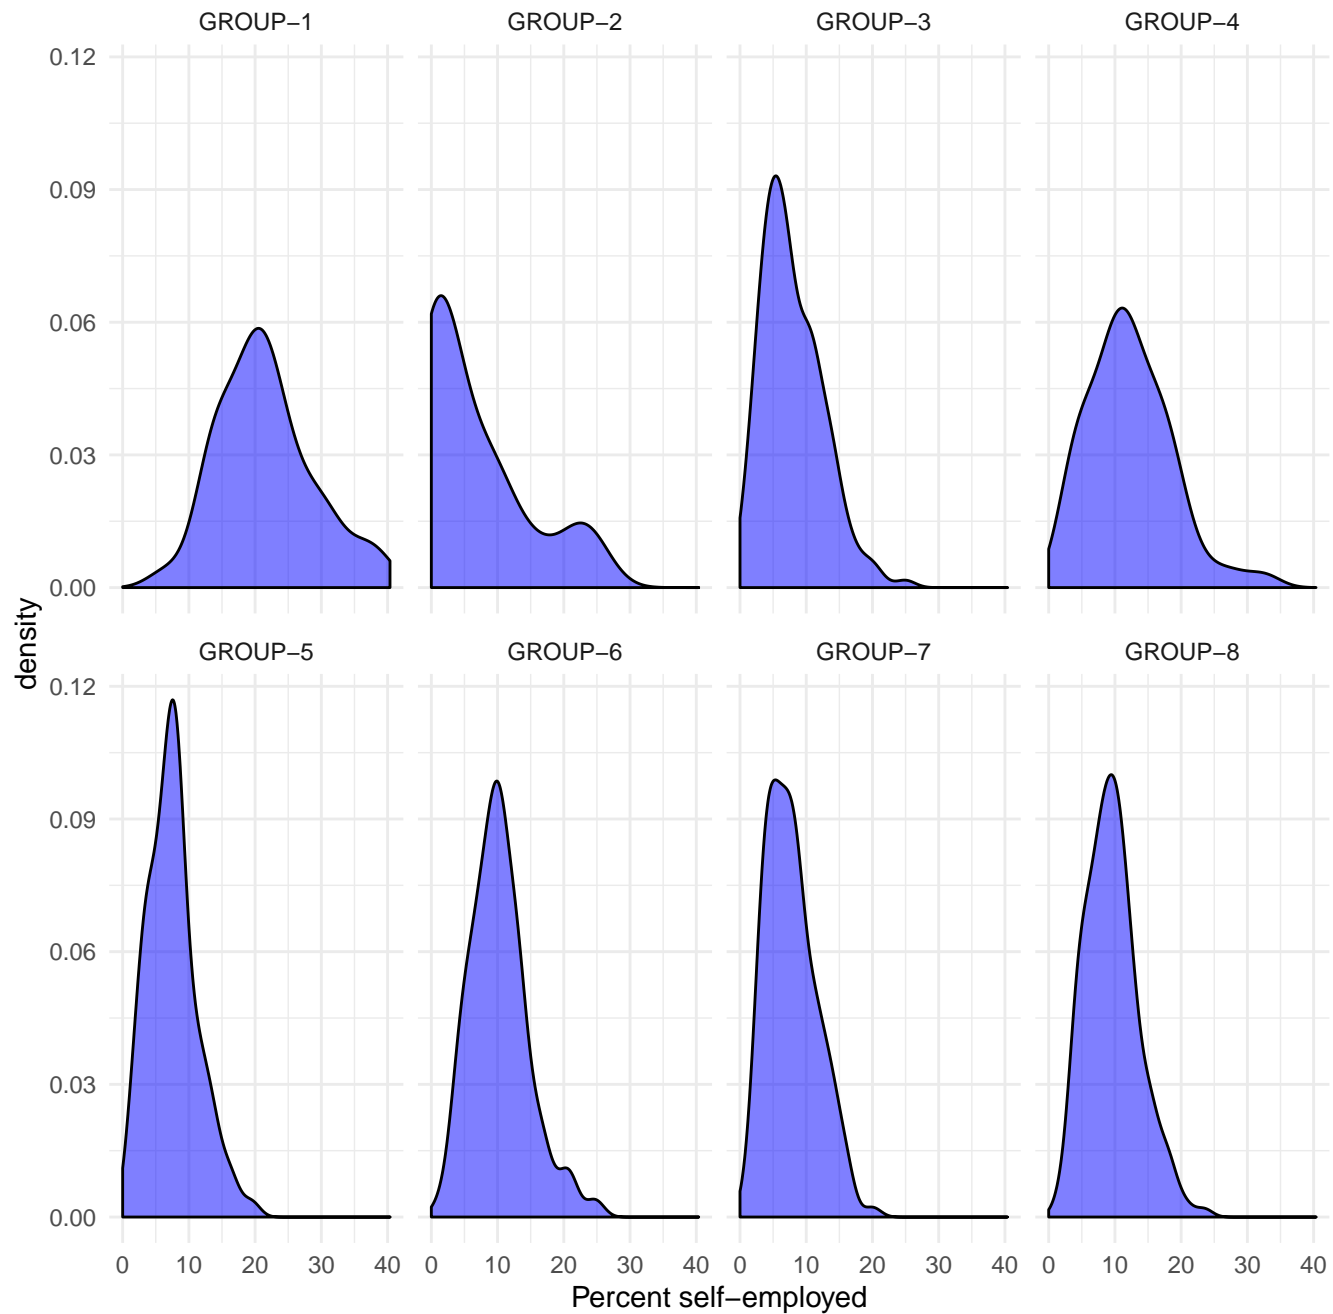 GROUP−1 GROUP−2 GROUP−3 GROUP−4
0.12
0.09
0.06
0.03
0.00
density
GROUP−5 GROUP−6 GROUP−7 GROUP−8
0.12
0.09
0.06
0.03
0.00
0 10 20 30 40 0 10 20 30 40 0 10 20 30 40 0 10 20 30 40
Percent self−employed